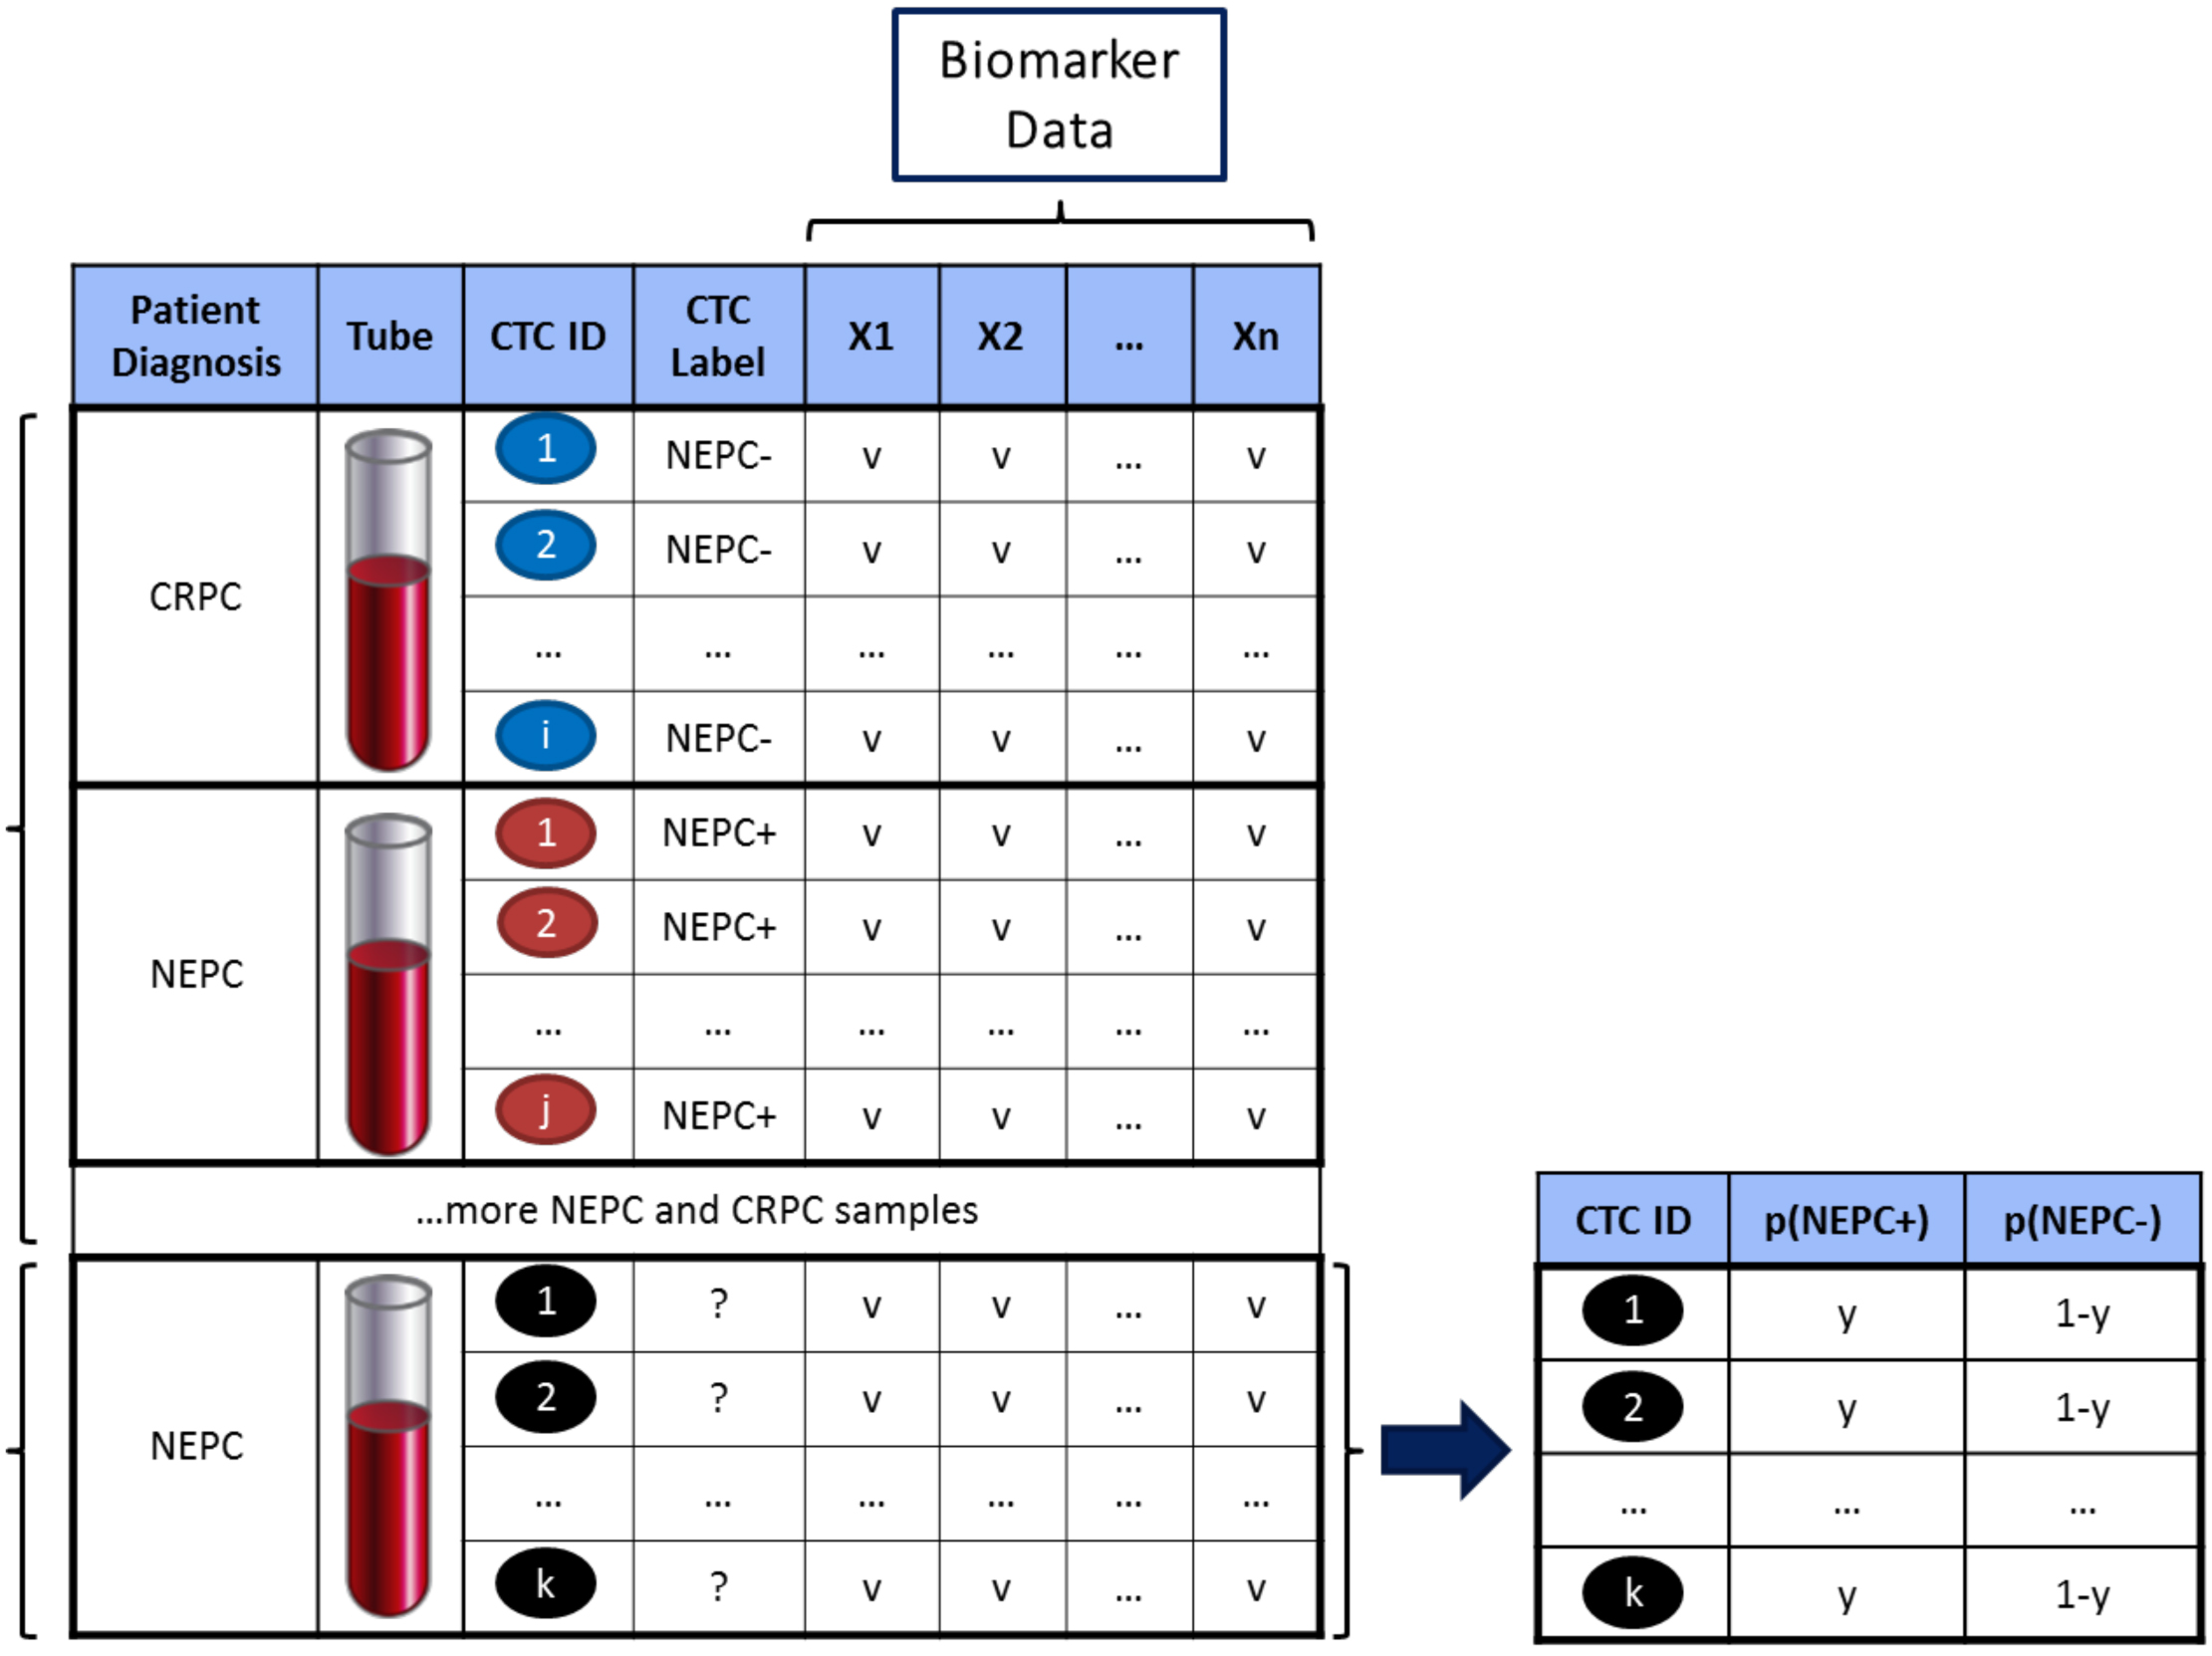 Biomarker
Data
Patient Diagnosis Tube CTC ID CTC Label X1 X2 ... Xn
CRPC
1 NEPC- v v ... v
2 NEPC- v v ... v
... ... ... ... ... ...
i NEPC- v v ... v
NEPC
1 NEPC+ v v ... v
2 NEPC+ v v ... v
... ... ... ... ... ...
j NEPC+ v v ... v
...more NEPC and CRPC samples
NEPC
1 ? v v ... v
2 ? v v ... v
... ... ... ... ... ...
k ? v v ... v
CTC ID p(NEPC+) p(NEPC-)
1 y 1-y
2 y 1-y
... ... ...
k y 1-y